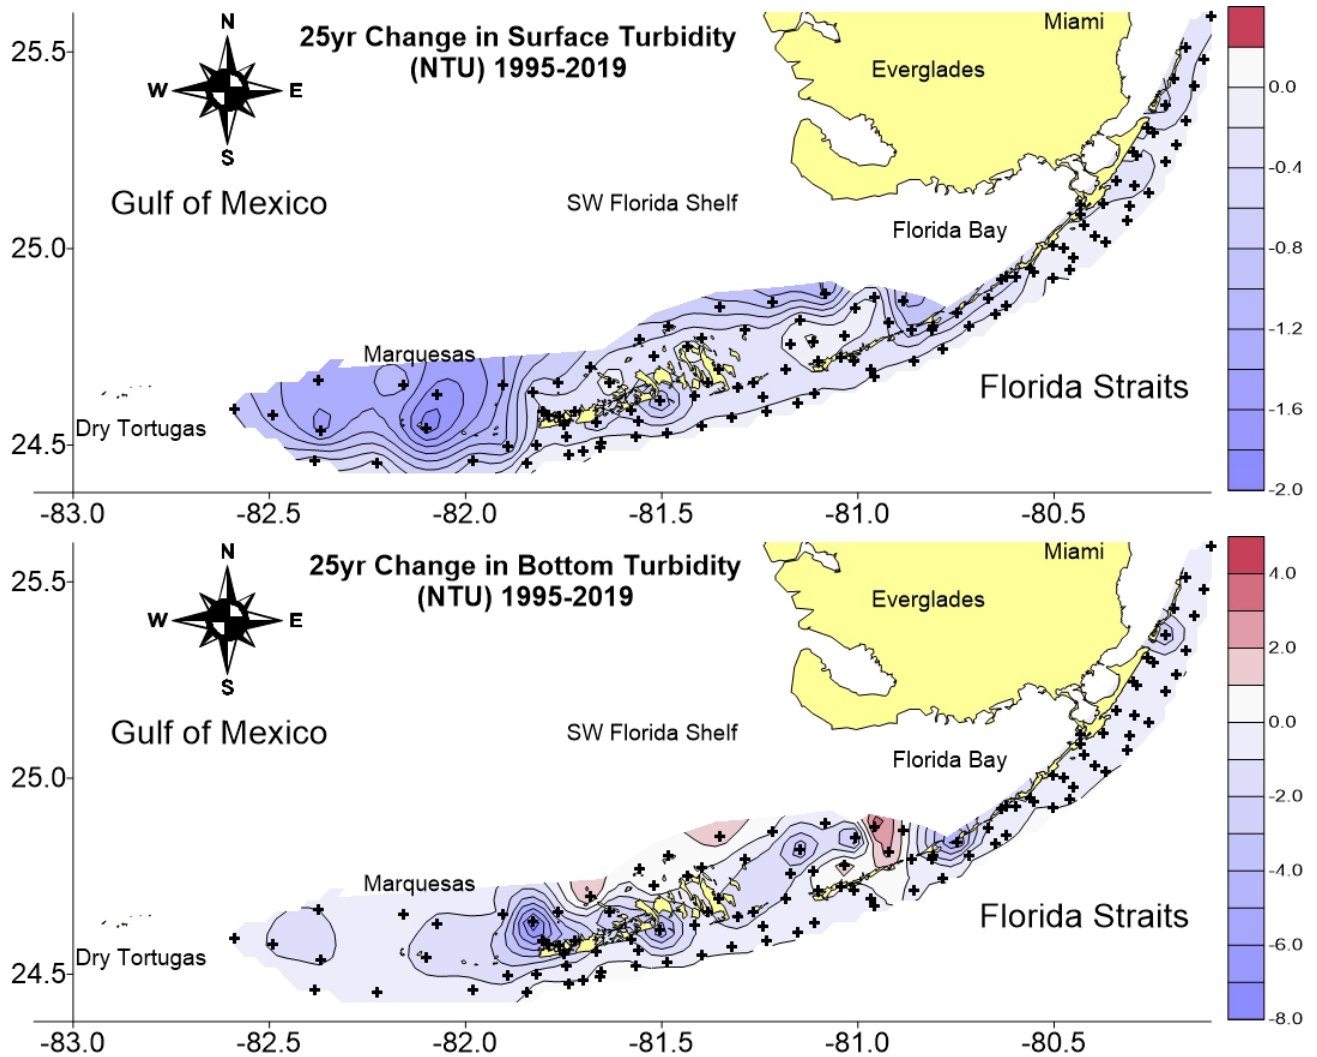 25yr Change in Surface Turbidity
(NTU) 1995-2019
N
W E
S
Miami
Everglades
Gulf of Mexico
SW Florida Shelf
Florida Bay
Marquesas
Dry Tortugas
Florida Straits
25.5
25.0
24.5
-83.0 -82.5 -82.0 -81.5 -81.0 -80.5
0.0
-0.4
-0.8
-1.2
-1.6
-2.0
25yr Change in Bottom Turbidity
(NTU) 1995-2019
N
W E
S
Miami
Everglades
Gulf of Mexico
SW Florida Shelf
Florida Bay
Marquesas
Dry Tortugas
Florida Straits
25.5
25.0
24.5
-83.0 -82.5 -82.0 -81.5 -81.0 -80.5
4.0
2.0
0.0
-2.0
-4.0
-6.0
-8.0